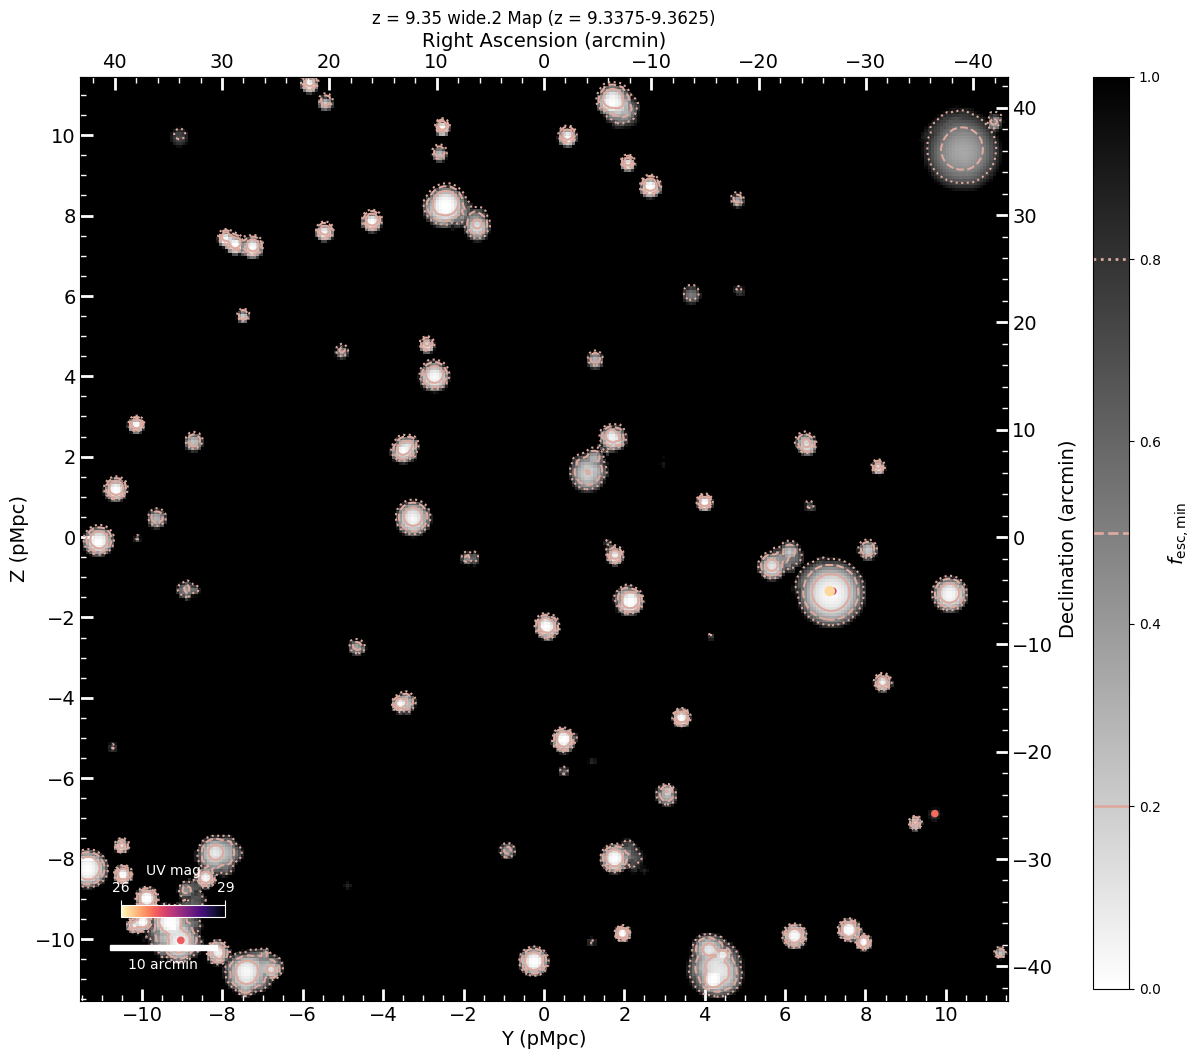 z = 9.35 wide.2 Map (z = 9.3375-9.3625)
Right Ascension (arcmin)
40 30 20 10 0 −10 −20 −30 −40
10
8
6
4
2
0
−2
−4
−6
−8
−10
Z (pMpc)
UV mag
26 29
10 arcmin
−10 −8 −6 −4 −2 0 2 4 6 8 10
Y (pMpc)
40
30
20
10
0
−10
−20
−30
−40
Declination (arcmin)
1.0
0.8
0.6
0.4
0.2
0.0
fesc,min